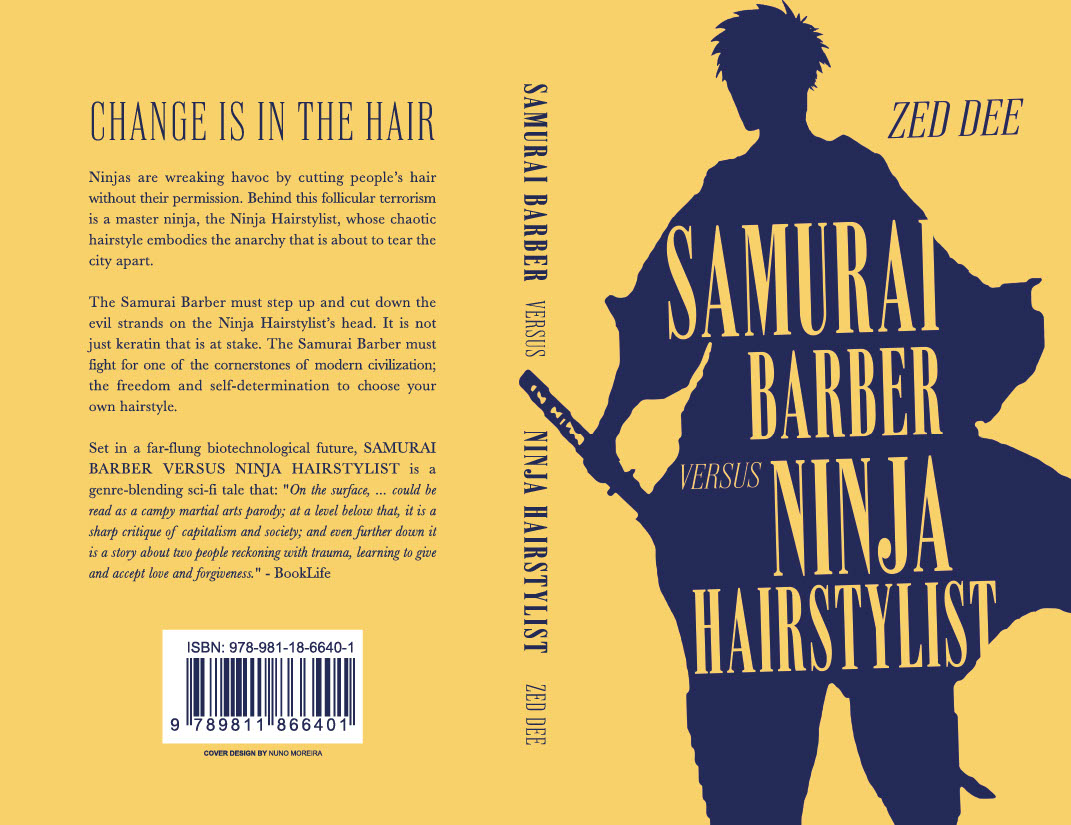 CHANGE IS IN THE HAIR
Ninjas are wreaking havoc by cutting people's hair
without their permission. Behind this follicular terrorism
is a master ninja, the Ninja Hairstylist, whose chaotic
hairstyle embodies the anarchy that is about to tear the
city apart.
The Samurai Barber must step up and cut down the
evil strands on the Ninja Hairstylist's head. It is not
just keratin that is at stake. The Samurai Barber must
fight for one of the cornerstones of modern civilization;
the freedom and self-determination to choose your
own hairstyle.
Set in a far-flung biotechnological future, SAMURAI
BARBER VERSUS NINJA HAIRSTYLIST is a
genre-blending sci-fi tale that: "On the surface, ... could be
read as a campy martial arts parody; at a level below that, it is a
sharp critique of capitalism and society; and even further down it
is a story about two people reckoning with trauma, learning to give
and accept love and forgiveness." - BookLife
ISBN: 978-981-18-6640-1
9 789811 866401
COVER DESIGN BY NUNO MOREIRA
SAMURAI BARBER VERSUS NINJA HAIRSTYLIST ZED DEE
ZED DEE
SAMURAI
BARBER
VERSUS NINJA
HAIRSTYLIST